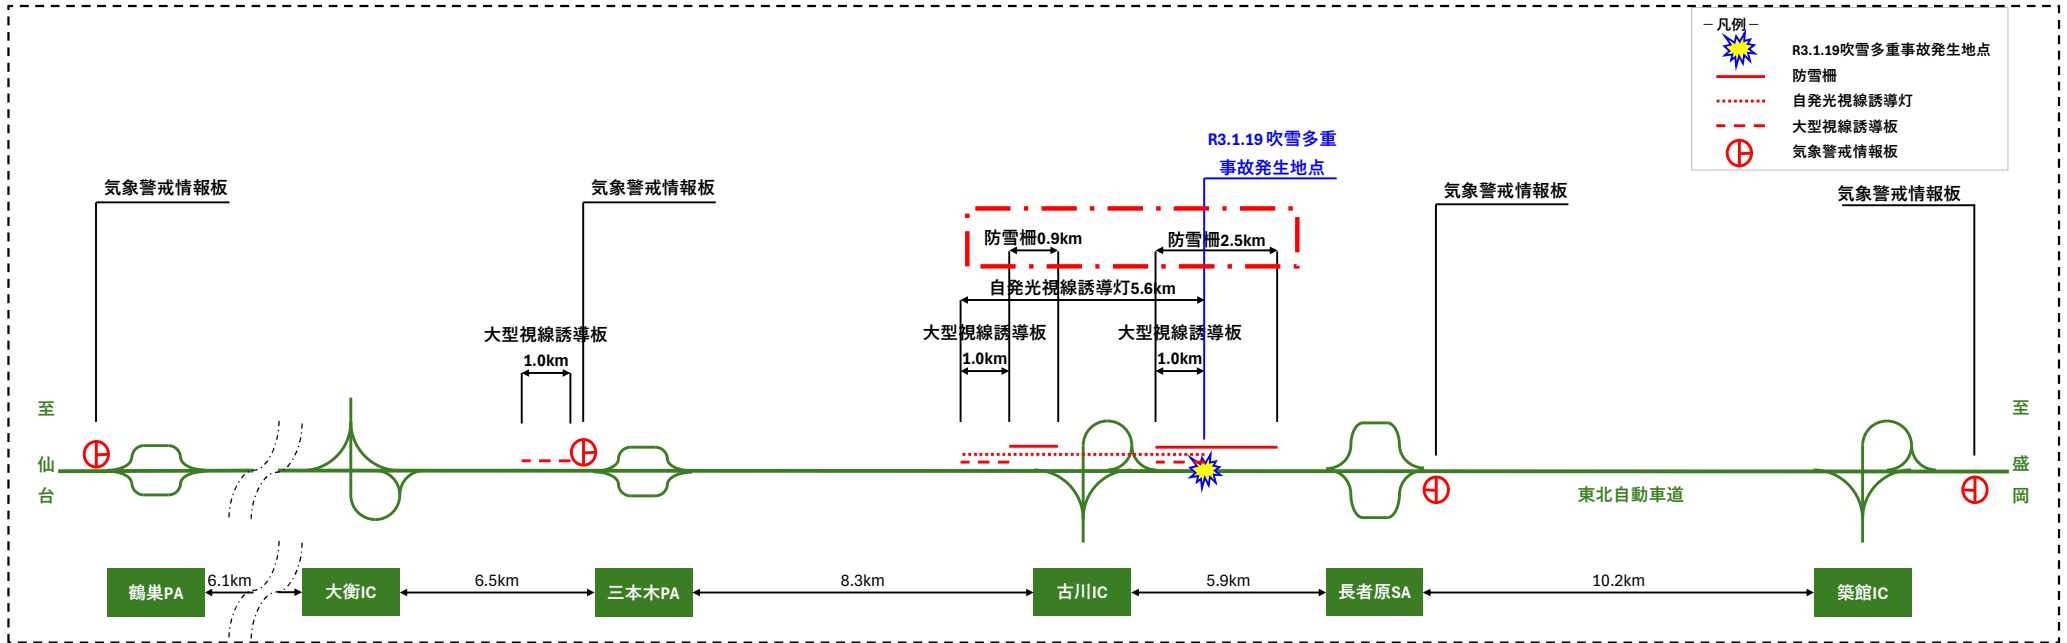 －凡例－
R3.1.19吹雪多重事故発生地点
防雪柵
自発光視線誘導灯
大型視線誘導板
気象警戒情報板
R3.1.19 吹雪多重
事故発生地点
気象警戒情報板
気象警戒情報板
気象警戒情報板
気象警戒情報板
防雪柵0.9km
防雪柵2.5km
自発光視線誘導灯5.6km
大型視線誘導板
1.0km
大型視線誘導板
1.0km
大型視線誘導板
1.0km
至
仙
台
至
盛
岡
東北自動車道
鶴巣PA
6.1km
大衡IC
6.5km
三本木PA
8.3km
古川IC
5.9km
長者原SA
10.2km
築館IC